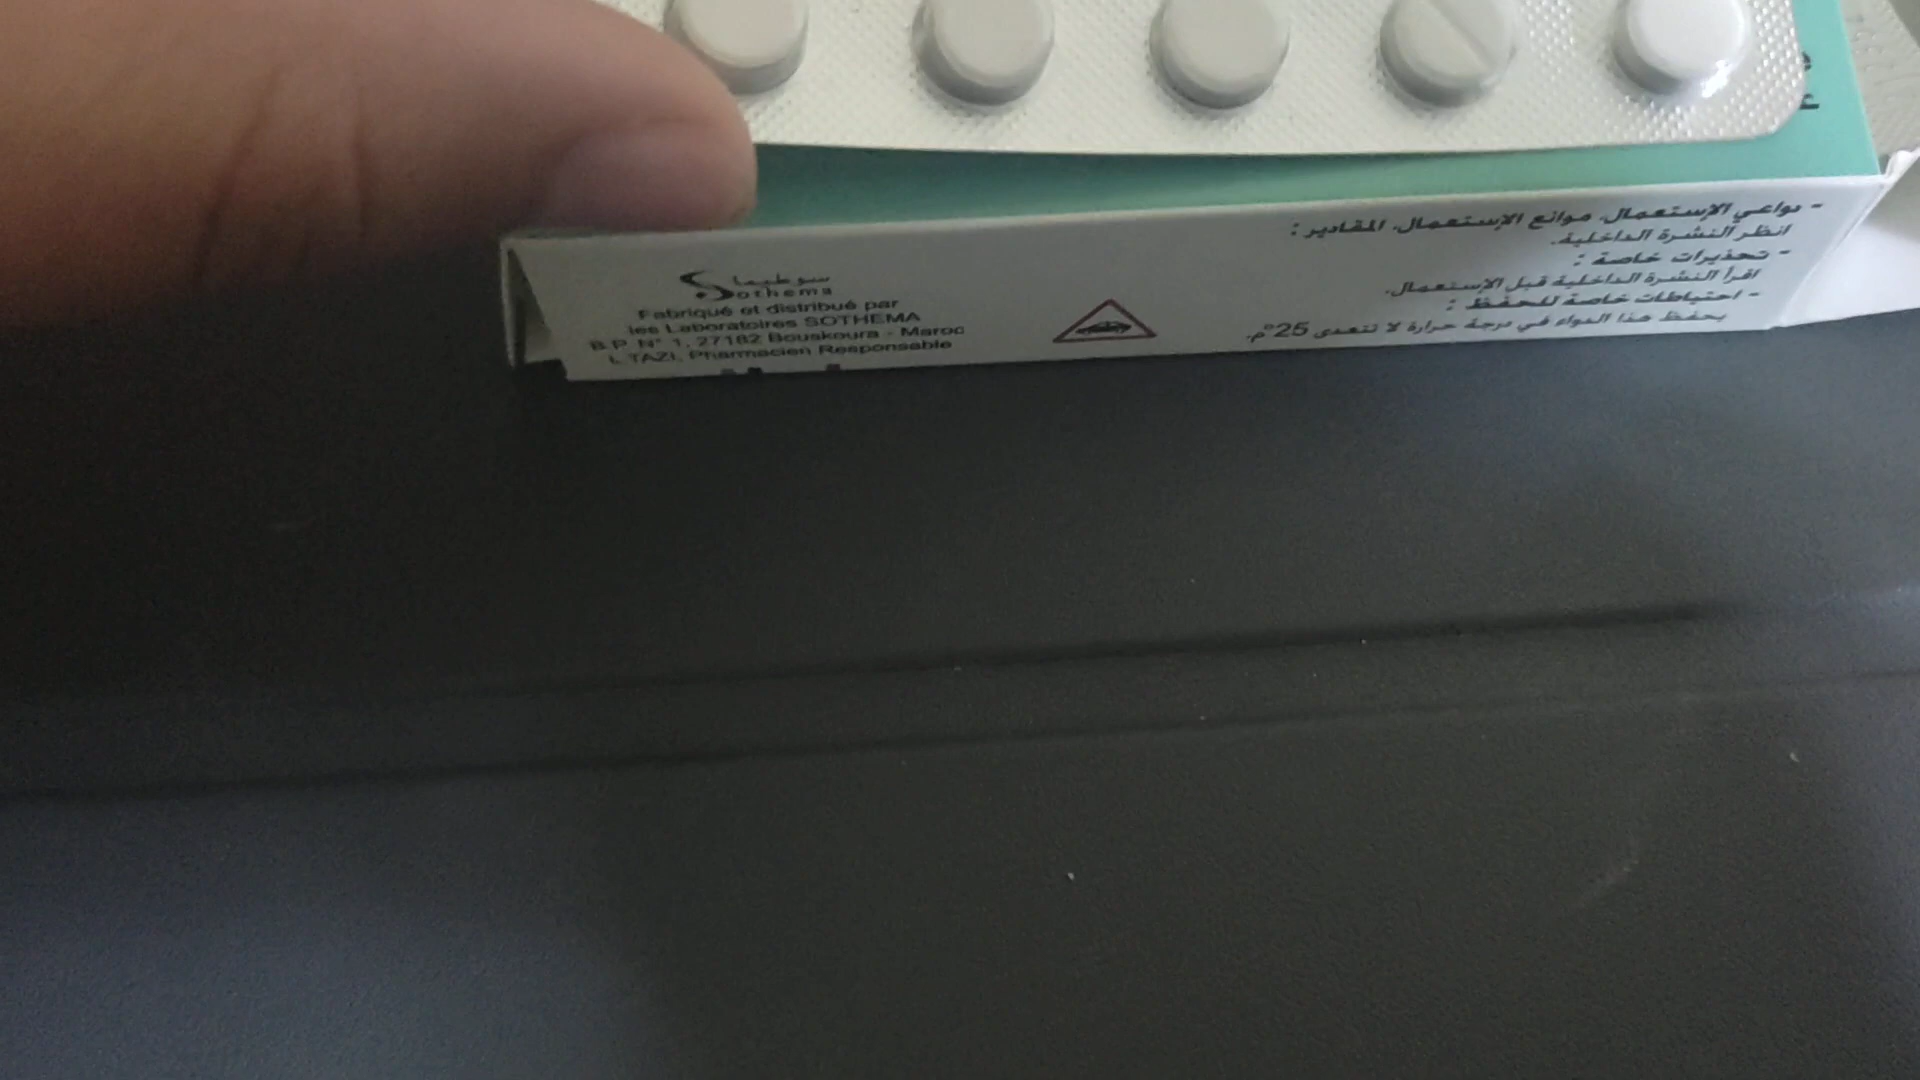 سوطيما
Sothema
Fabriqué et distribué par
les Laboratoires SOTHEMA
B.P. N° 1, 27182 Bouskoura - Maroc
L. TAZI, Pharmacien Responsable
- دواعي الإستعمال، موانع الإستعمال، المقادير :
انظر النشرة الداخلية.
- تحذيرات خاصة :
اقرأ النشرة الداخلية قبل الإستعمال.
- احتياطات خاصة للحفظ :
يحفظ هذا الدواء في درجة حرارة لا تتعدى 25°م.